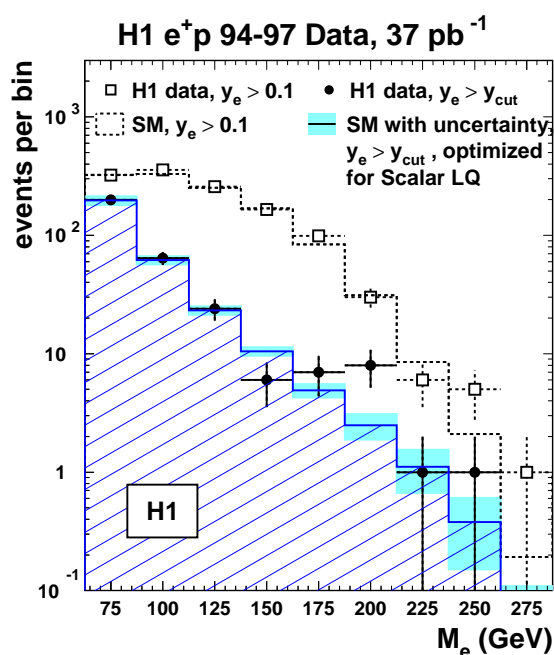 H1 e⁺p 94-97 Data, 37 pb⁻¹
events per bin
H1 data, yₑ > 0.1
H1 data, yₑ > y_cut
SM, yₑ > 0.1
SM with uncertainty,
yₑ > y_cut , optimized
for Scalar LQ
10³
10²
10
1
10⁻¹
H1
75 100 125 150 175 200 225 250 275
Mₑ (GeV)